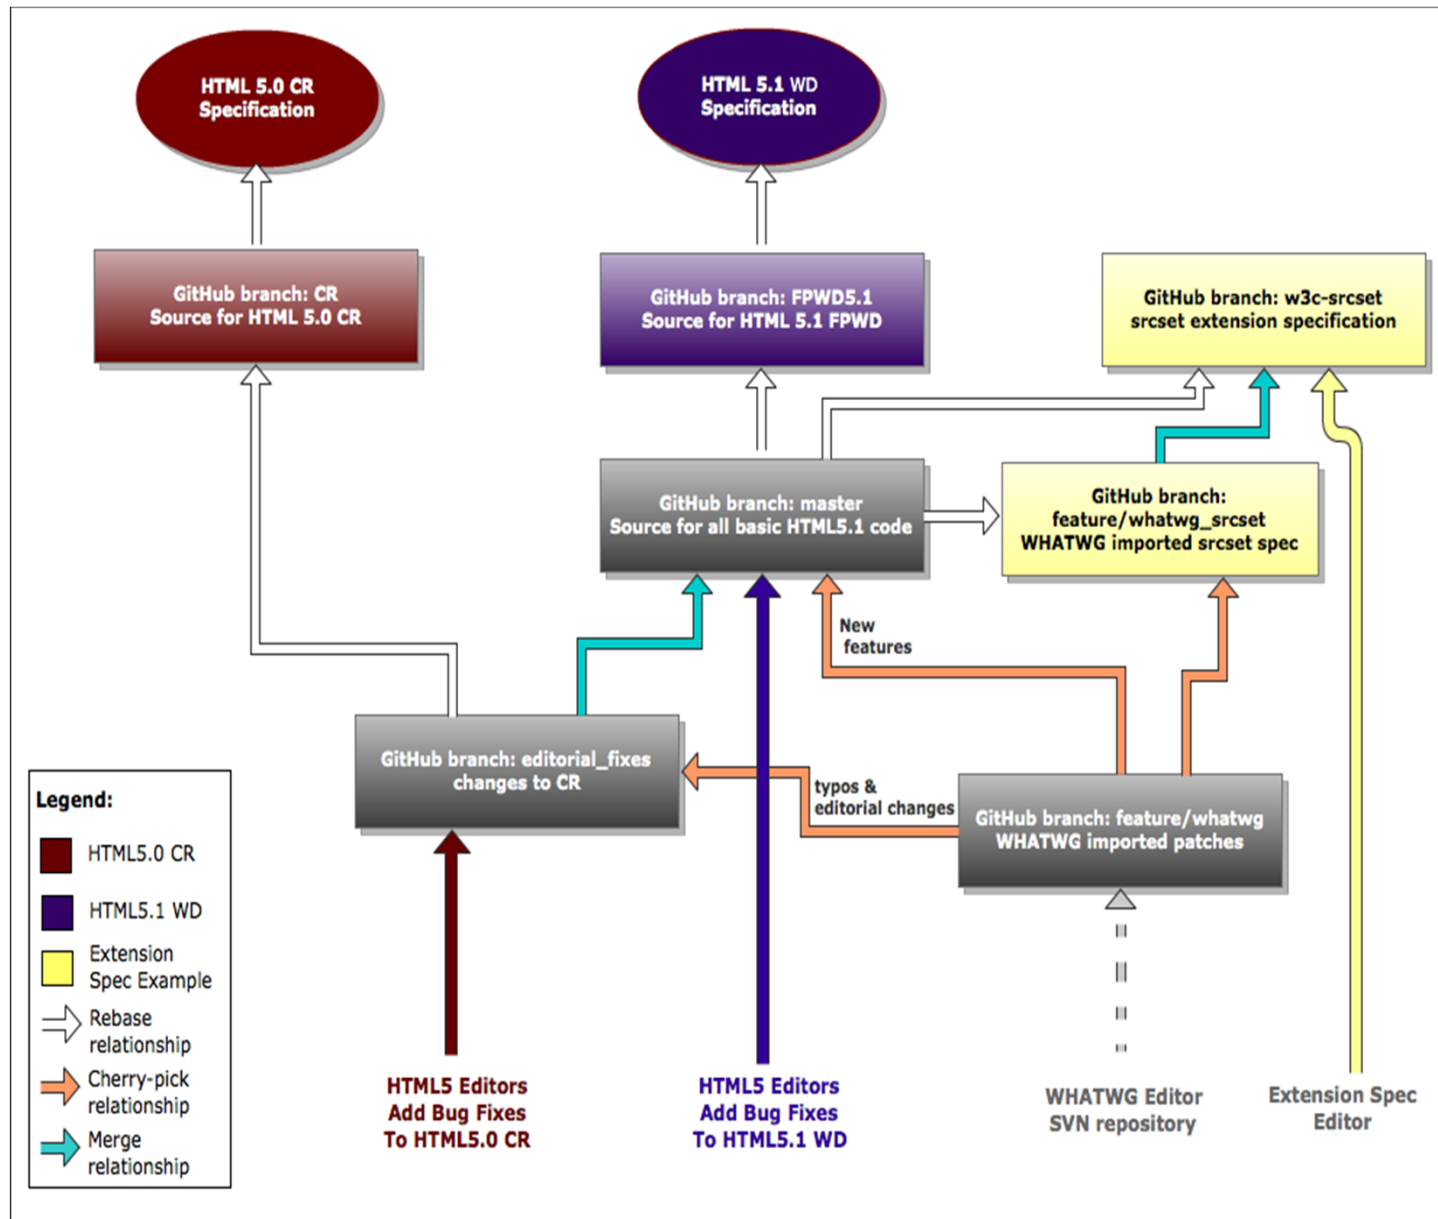 HTML 5.0 CR
Specification
HTML 5.1 WD
Specification
GitHub branch: CR
Source for HTML 5.0 CR
GitHub branch: FPWD5.1
Source for HTML 5.1 FPWD
GitHub branch: w3c-srcset
srcset extension specification
GitHub branch: master
Source for all basic HTML5.1 code
GitHub branch:
feature/whatwg_srcset
WHATWG imported srcset spec
New
features
GitHub branch: editorial_fixes
changes to CR
typos &
editorial changes
GitHub branch: feature/whatwg
WHATWG imported patches
Legend:
HTML5.0 CR
HTML5.1 WD
Extension
Spec Example
Rebase
relationship
Cherry-pick
relationship
Merge
relationship
HTML5 Editors
Add Bug Fixes
To HTML5.0 CR
HTML5 Editors
Add Bug Fixes
To HTML5.1 WD
WHATWG Editor
SVN repository
Extension Spec
Editor